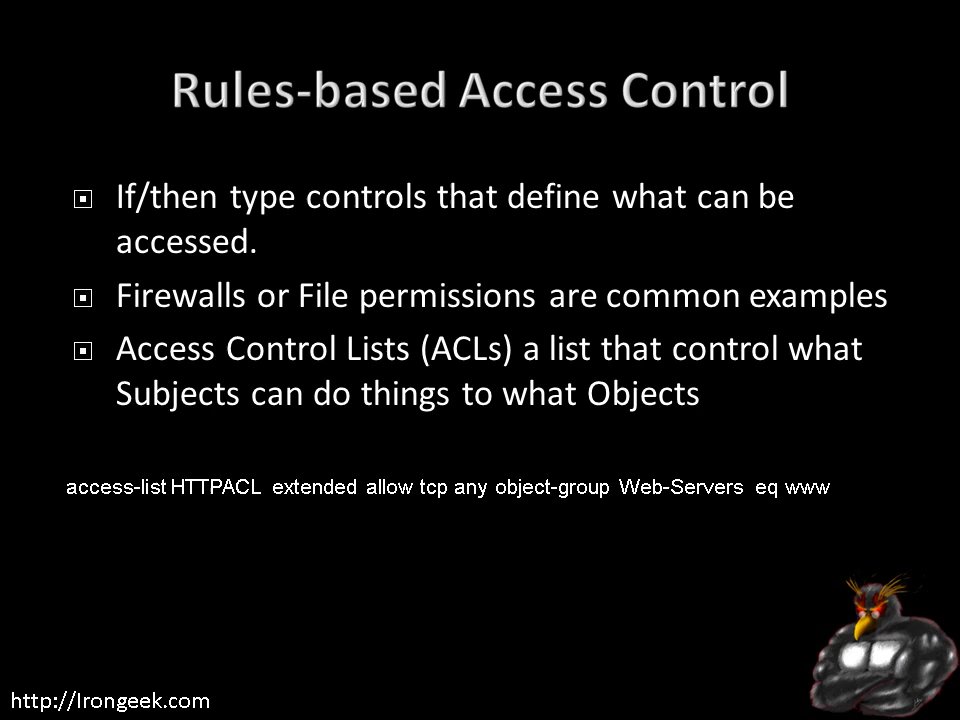 Rules-based Access Control
If/then type controls that define what can be
accessed.
Firewalls or File permissions are common examples
Access Control Lists (ACLs) a list that control what
Subjects can do things to what Objects
access-list HTTPACL extended allow tcp any object-group Web-Servers eq www
http://Irongeek.com